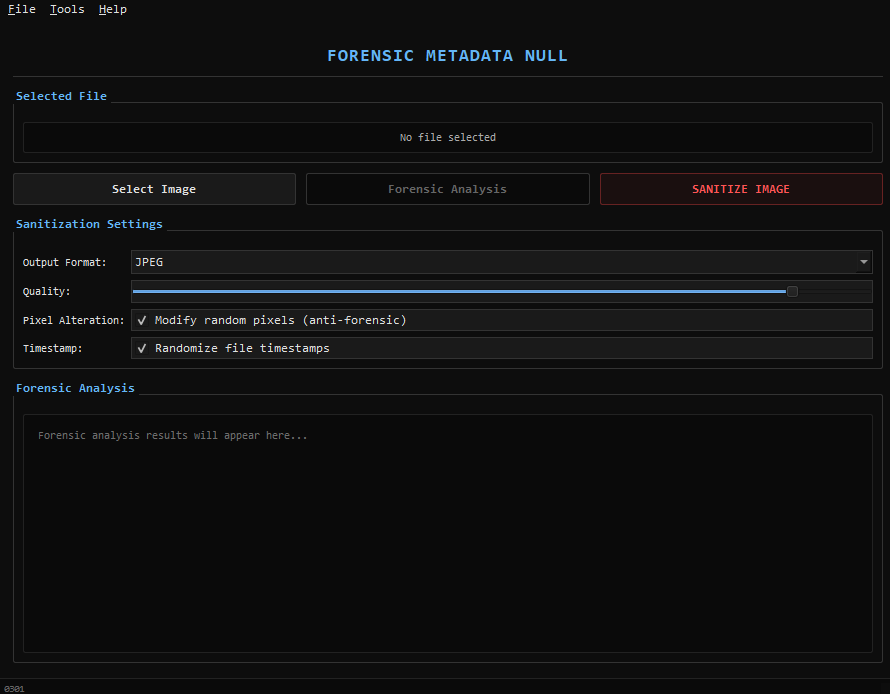 File Tools Help
FORENSIC METADATA NULL
Selected File
No file selected
Select Image Forensic Analysis SANITIZE IMAGE
Sanitization Settings
Output Format: JPEG
Quality:
Pixel Alteration: ✓ Modify random pixels (anti-forensic)
Timestamp: ✓ Randomize file timestamps
Forensic Analysis
Forensic analysis results will appear here...
0301